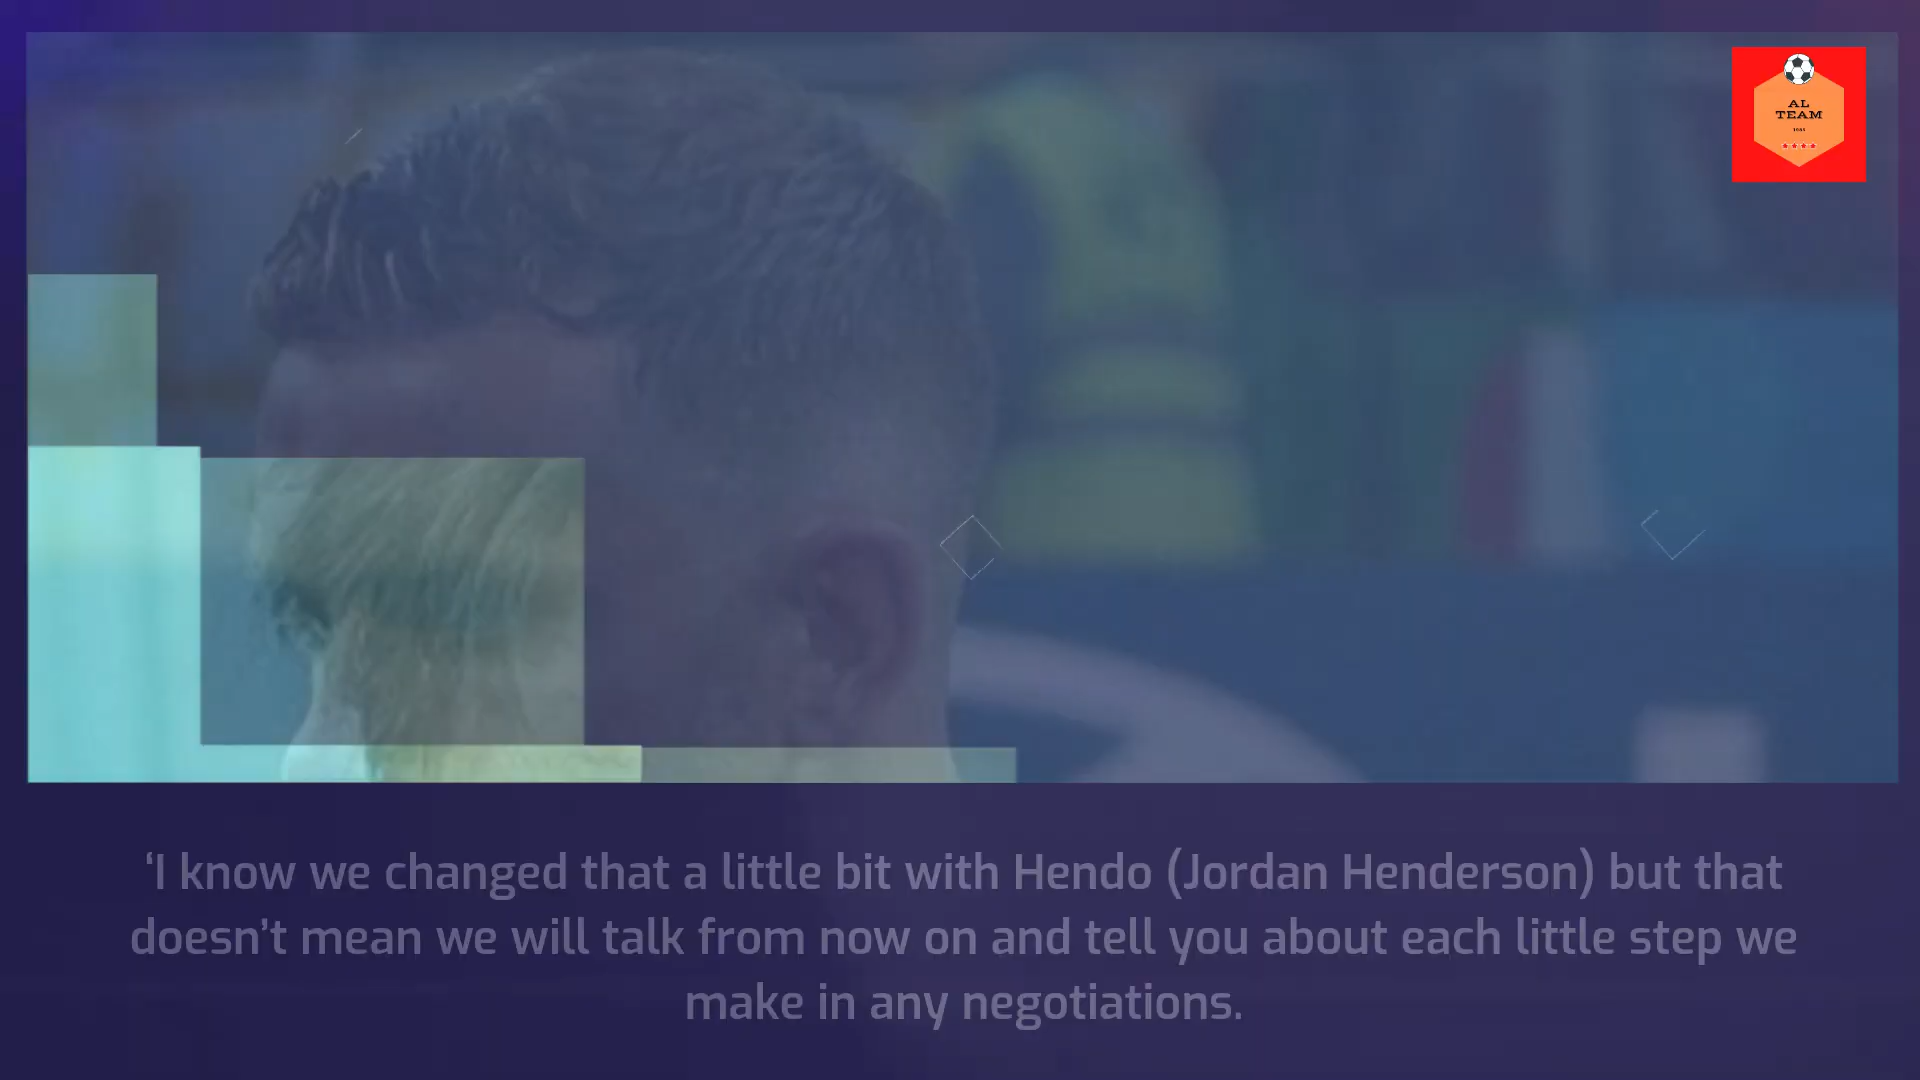 AL
TEAM
‘I know we changed that a little bit with Hendo (Jordan Henderson) but that
doesn’t mean we will talk from now on and tell you about each little step we
make in any negotiations.